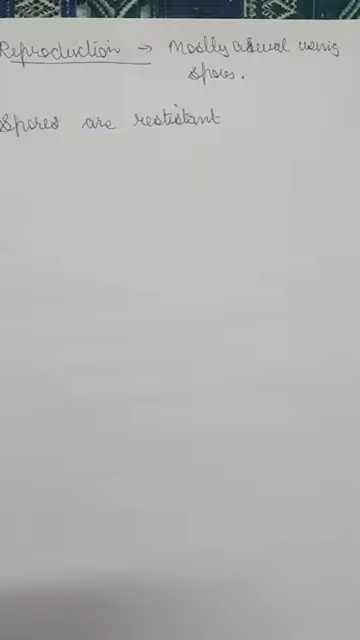 Reproduction → Mostly asexual using
spores.
Spores are restistant